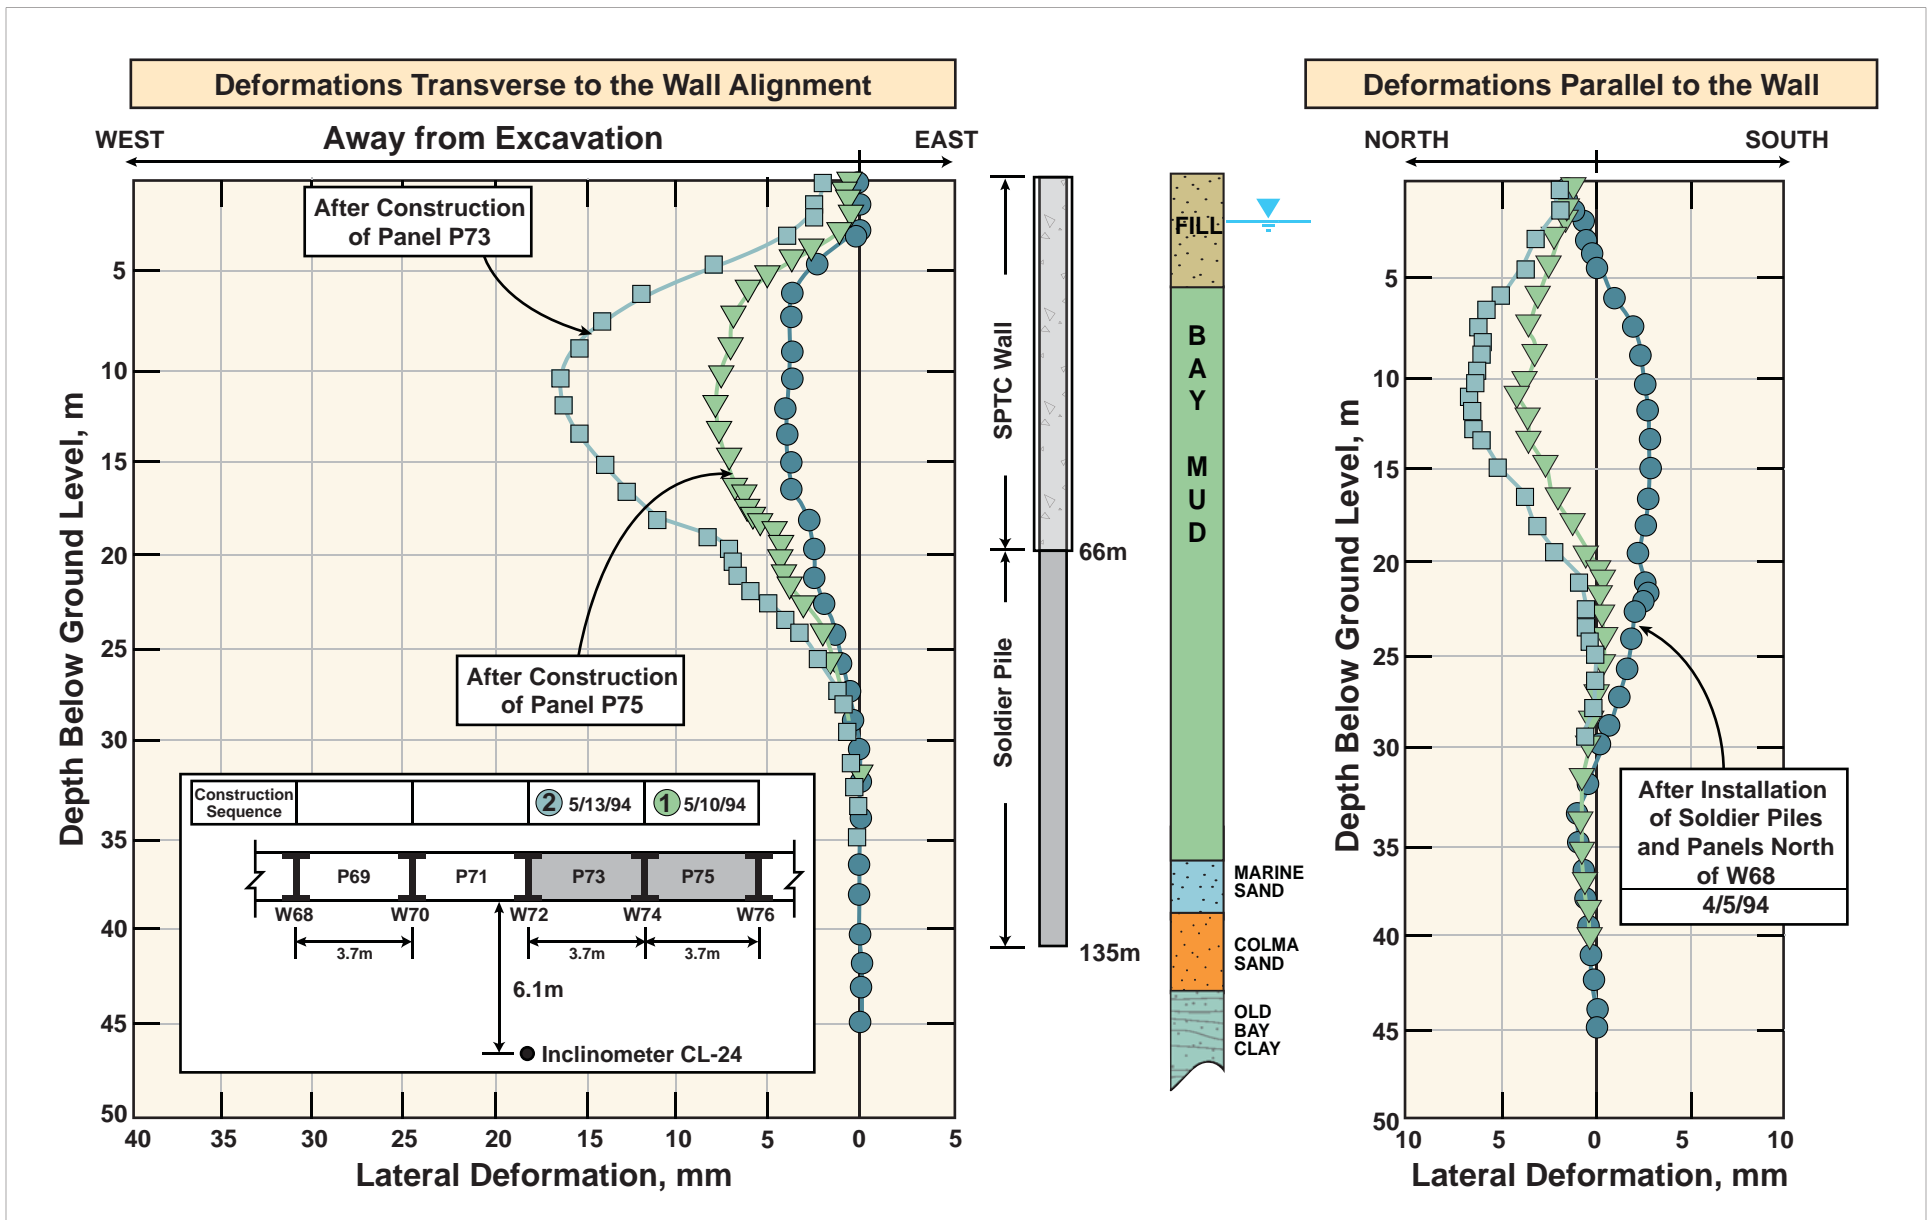 Deformations Transverse to the Wall Alignment
WEST
Away from Excavation
EAST
After Construction
of Panel P73
After Construction
of Panel P75
Depth Below Ground Level, m
5
10
15
20
25
30
35
40
45
50
Construction
Sequence
2 5/13/94
1 5/10/94
P69
P71
P73
P75
W68
W70
W72
W74
W76
3.7m
3.7m
3.7m
6.1m
Inclinometer CL-24
40
30
25
20
15
10
5
0
5
Lateral Deformation, mm
SPTC Wall
66m
Soldier Pile
135m
FILL
BAY MUD
MARINE
SAND
COLMA
SAND
OLD
BAY
CLAY
Deformations Parallel to the Wall
NORTH
SOUTH
Depth Below Ground Level, m
5
10
15
20
25
30
35
40
45
50
After Installation
of Soldier Piles
and Panels North
of W68
4/5/94
10
5
0
5
10
Lateral Deformation, mm